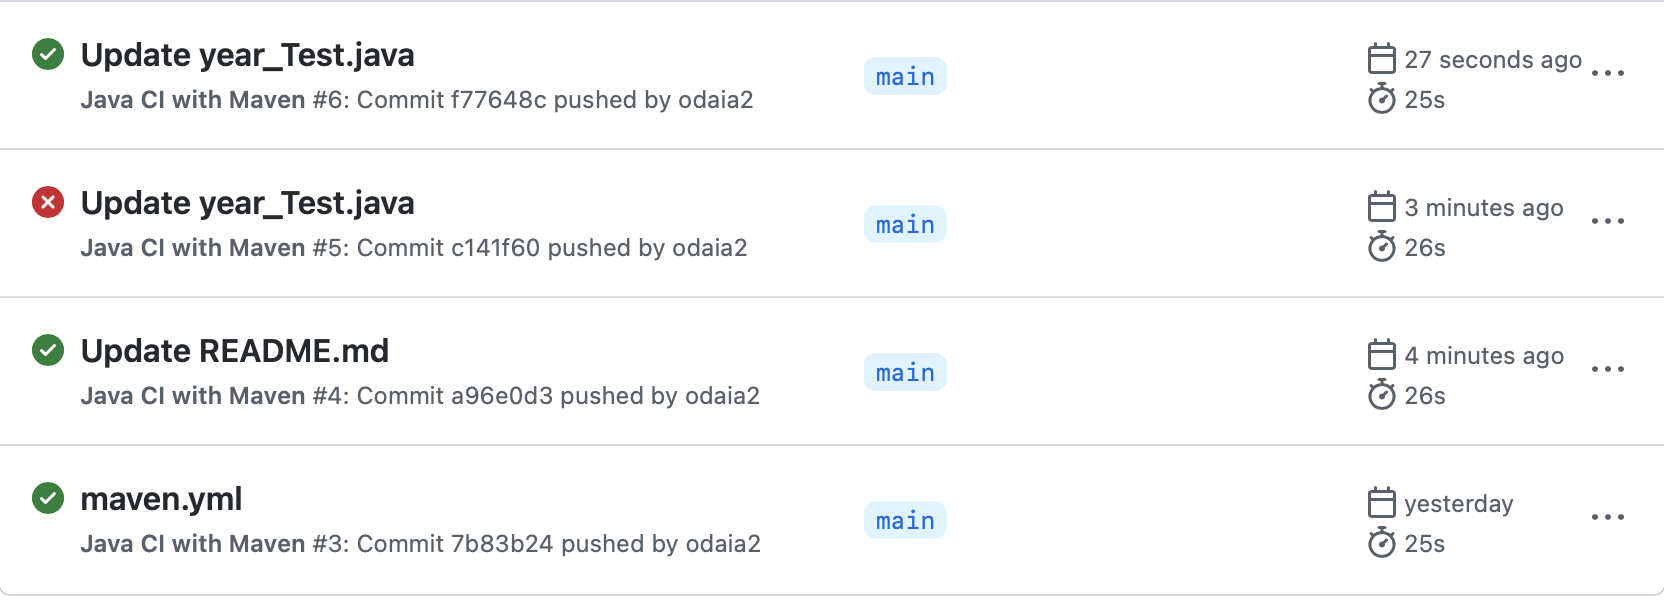 Update year_Test.java
Java CI with Maven #6: Commit f77648c pushed by odaia2
main
27 seconds ago
25s
Update year_Test.java
Java CI with Maven #5: Commit c141f60 pushed by odaia2
main
3 minutes ago
26s
Update README.md
Java CI with Maven #4: Commit a96e0d3 pushed by odaia2
main
4 minutes ago
26s
maven.yml
Java CI with Maven #3: Commit 7b83b24 pushed by odaia2
main
yesterday
25s